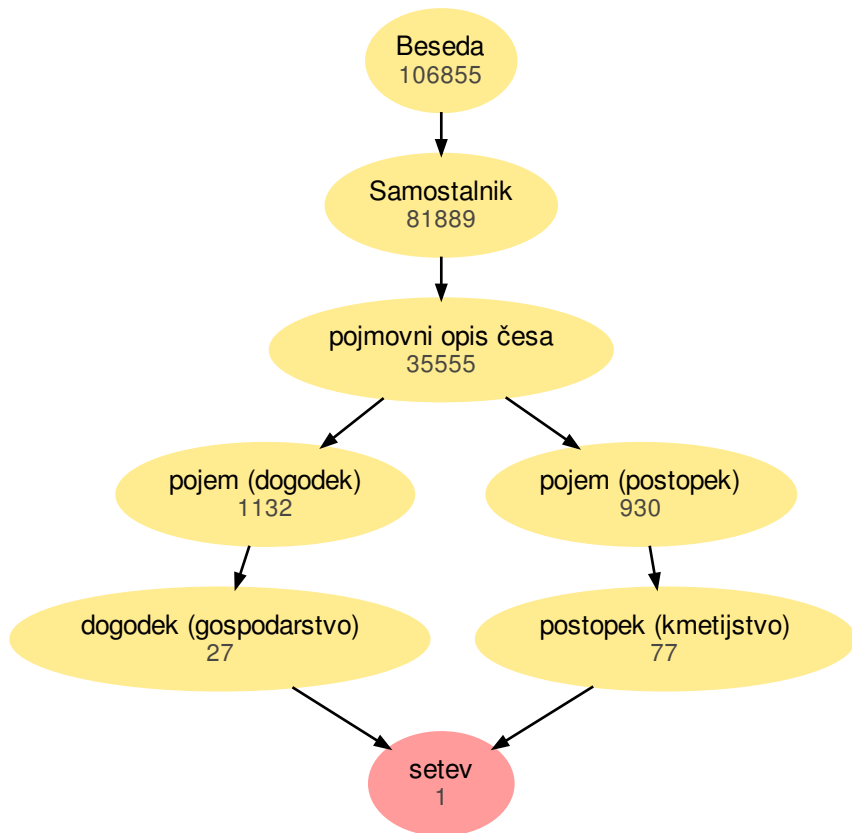 Beseda
106855
Samostalnik
81889
pojmovni opis česa
35555
pojem (dogodek)
1132
pojem (postopek)
930
dogodek (gospodarstvo)
27
postopek (kmetijstvo)
77
setev
1